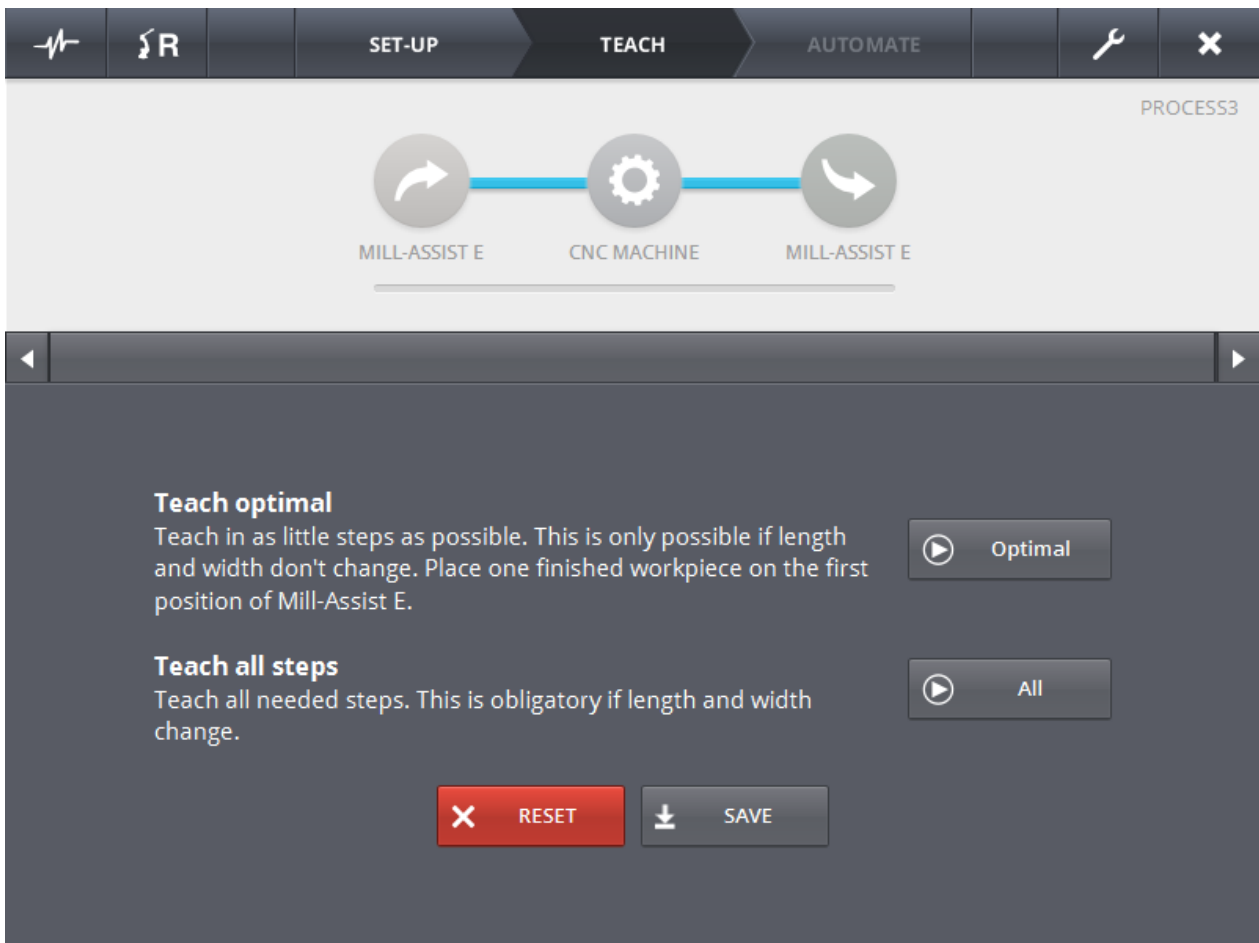 R
SET-UP
TEACH
AUTOMATE
PROCESS3
MILL-ASSIST E
CNC MACHINE
MILL-ASSIST E
Teach optimal
Teach in as little steps as possible. This is only possible if length
and width don't change. Place one finished workpiece on the first
position of Mill-Assist E.
Optimal
Teach all steps
Teach all needed steps. This is obligatory if length and width
change.
All
RESET
SAVE